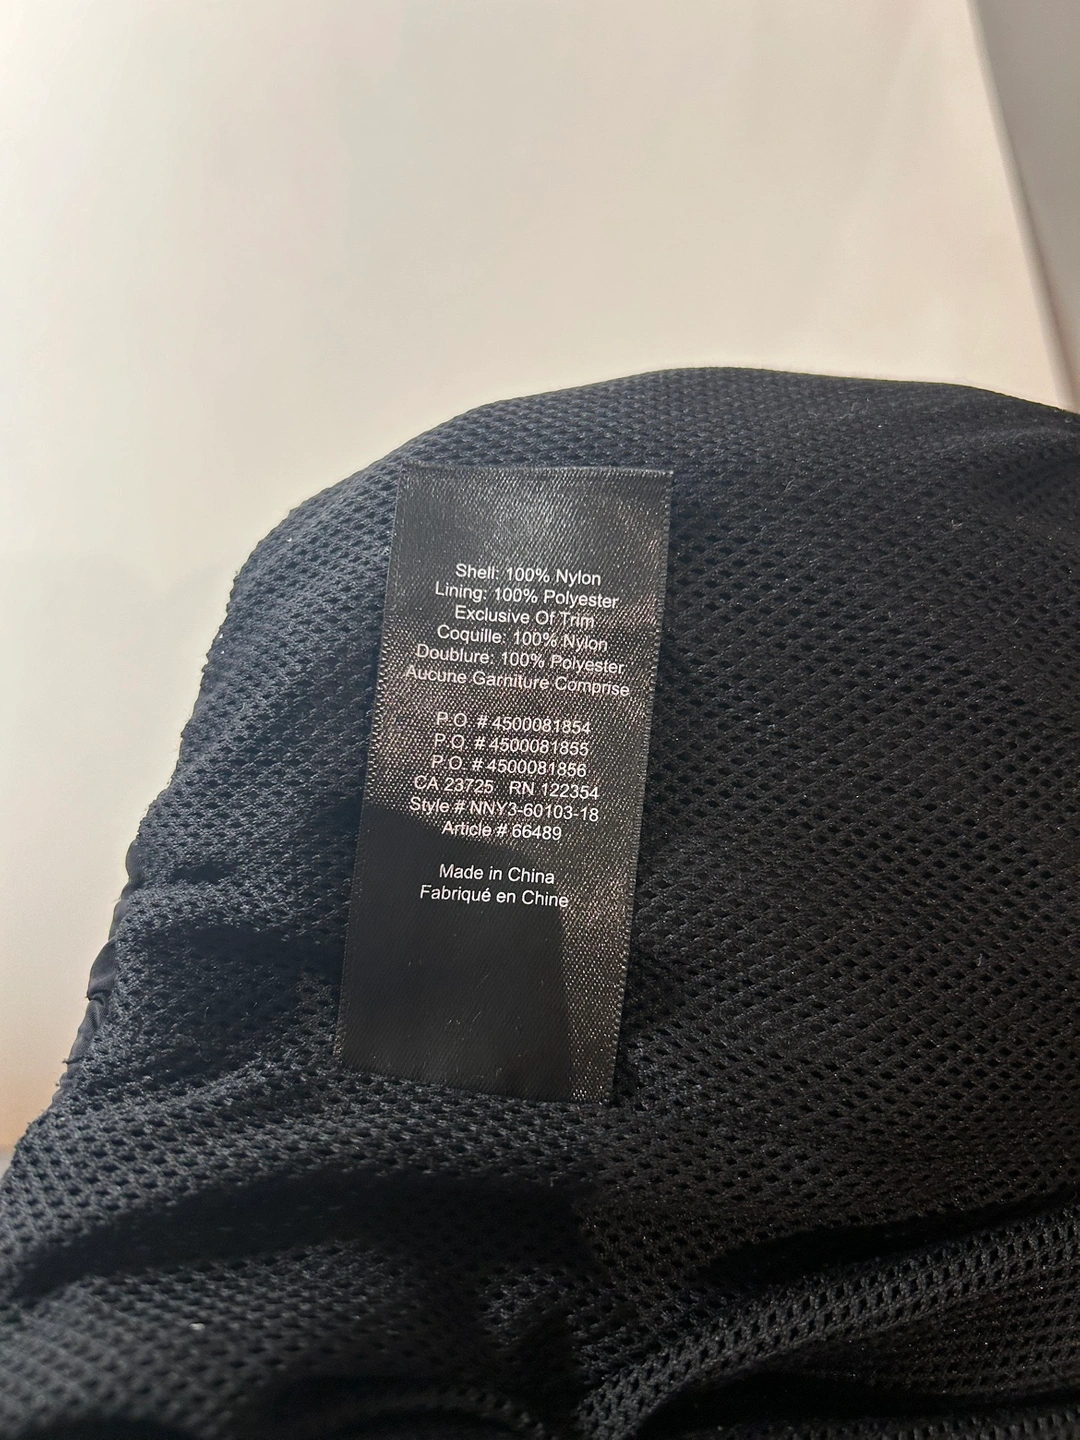 Shell: 100% Nylon
Lining: 100% Polyester
Exclusive Of Trim
Coquille: 100% Nylon
Doublure: 100% Polyester
Aucune Garniture Comprise
P.O. # 4500081854
P.O. # 4500081855
P.O. # 4500081856
CA 23725 RN 122354
Style # NNY3-60103-18
Article # 66489
Made in China
Fabriqué en Chine